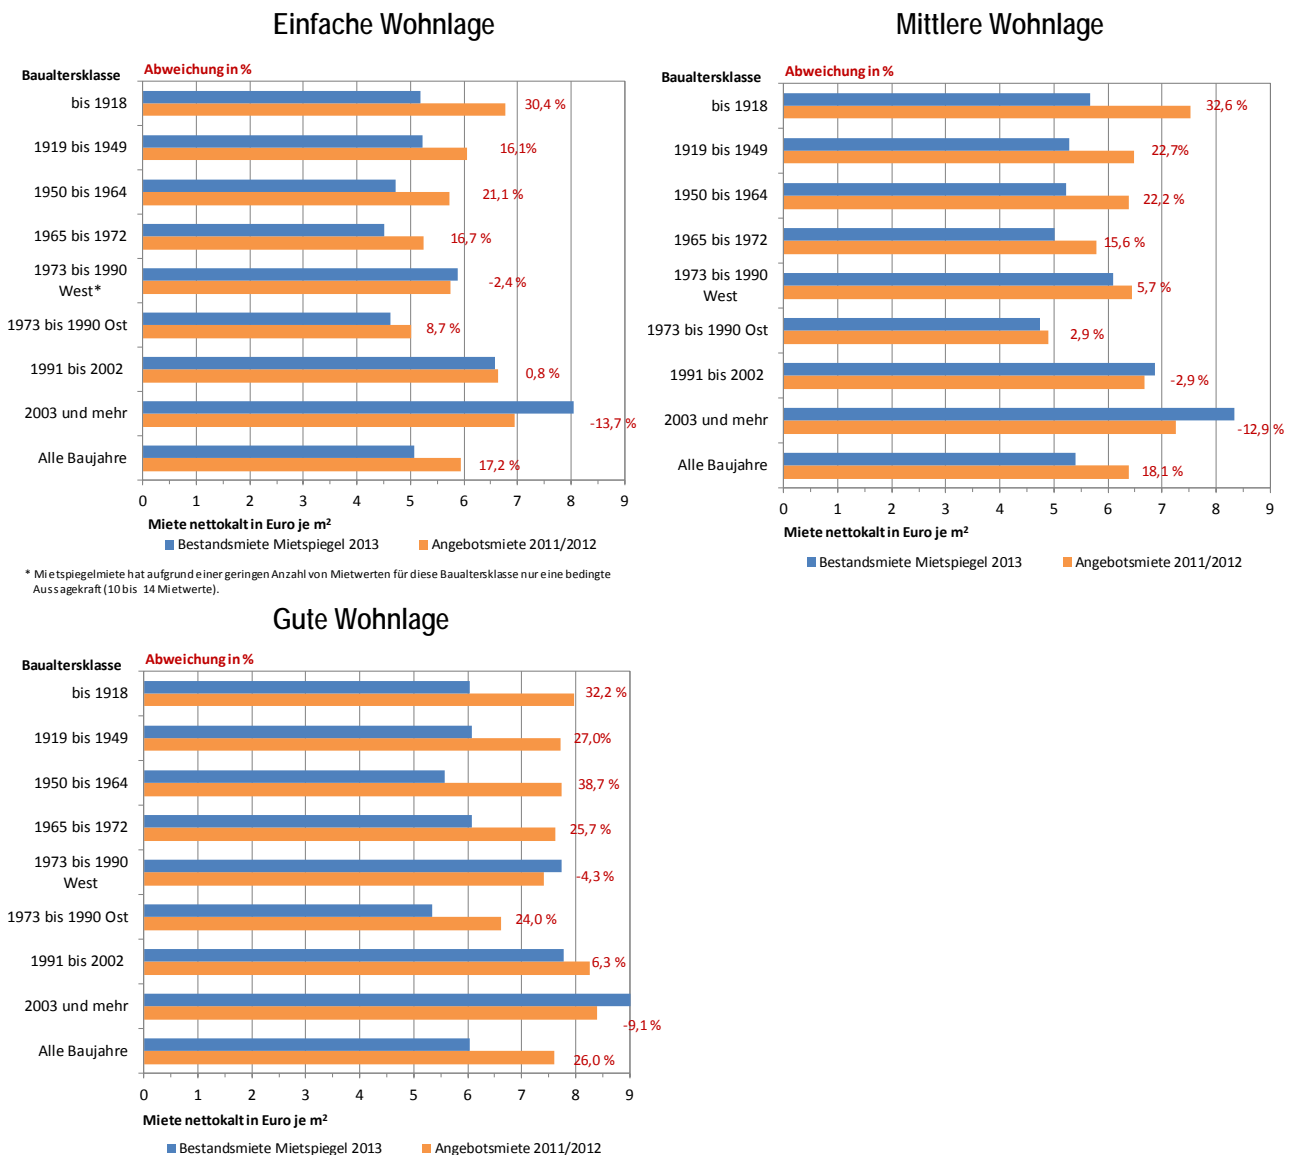 Einfache Wohnlage
Baualtersklasse
Abweichung in %
bis 1918
30,4 %
1919 bis 1949
16,1%
1950 bis 1964
21,1 %
1965 bis 1972
16,7 %
1973 bis 1990
West*
-2,4 %
1973 bis 1990 Ost
8,7 %
1991 bis 2002
0,8 %
2003 und mehr
-13,7 %
Alle Baujahre
17,2 %
0 1 2 3 4 5 6 7 8 9
Miete nettokalt in Euro je m²
Bestandsmiete Mietspiegel 2013 Angebotsmiete 2011/2012
* Mietspiegelmiete hat aufgrund einer geringen Anzahl von Mietwerten für diese Baualtersklasse nur eine bedingte
Aussagekraft (10 bis 14 Mietwerte).
Mittlere Wohnlage
Baualtersklasse
Abweichung in %
bis 1918
32,6 %
1919 bis 1949
22,7%
1950 bis 1964
22,2 %
1965 bis 1972
15,6 %
1973 bis 1990
West
5,7 %
1973 bis 1990 Ost
2,9 %
1991 bis 2002
-2,9 %
2003 und mehr
-12,9 %
Alle Baujahre
18,1 %
0 1 2 3 4 5 6 7 8 9
Miete nettokalt in Euro je m²
Bestandsmiete Mietspiegel 2013 Angebotsmiete 2011/2012
Gute Wohnlage
Baualtersklasse
Abweichung in %
bis 1918
32,2 %
1919 bis 1949
27,0%
1950 bis 1964
38,7 %
1965 bis 1972
25,7 %
1973 bis 1990
West
-4,3 %
1973 bis 1990 Ost
24,0 %
1991 bis 2002
6,3 %
2003 und mehr
-9,1 %
Alle Baujahre
26,0 %
0 1 2 3 4 5 6 7 8 9
Miete nettokalt in Euro je m²
Bestandsmiete Mietspiegel 2013 Angebotsmiete 2011/2012